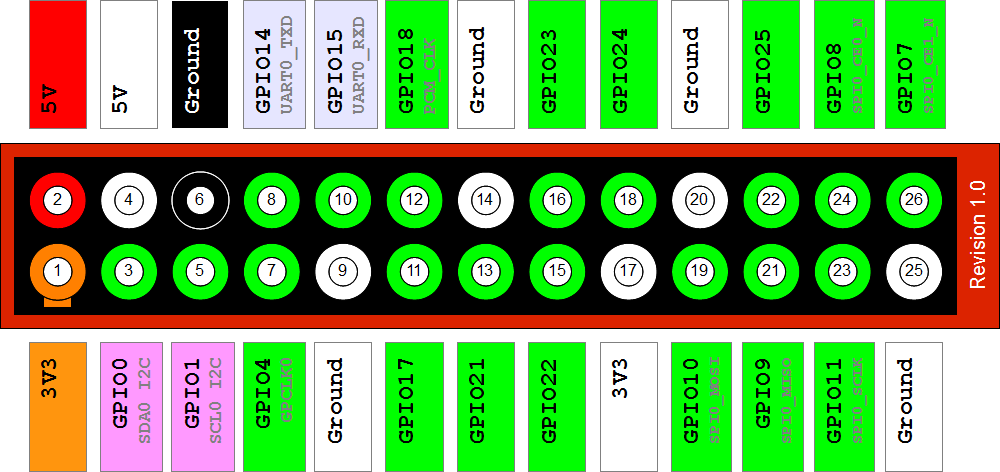 5V
5V
Ground
GPIO14
UART0_TXD
GPIO15
UART0_RXD
GPIO18
PCM_CLK
Ground
GPIO23
GPIO24
Ground
GPIO25
GPIO8
SPI0_CE0_N
GPIO7
SPI0_CE1_N
2 4 6 8 10 12 14 16 18 20 22 24 26
1 3 5 7 9 11 13 15 17 19 21 23 25
Revision 1.0
3V3
GPIO0
SDA0 I2C
GPIO1
SCL0 I2C
GPIO4
GPCLK0
Ground
GPIO17
GPIO21
GPIO22
3V3
GPIO10
SPI0_MOSI
GPIO9
SPI0_MISO
GPIO11
SPI0_SCLK
Ground